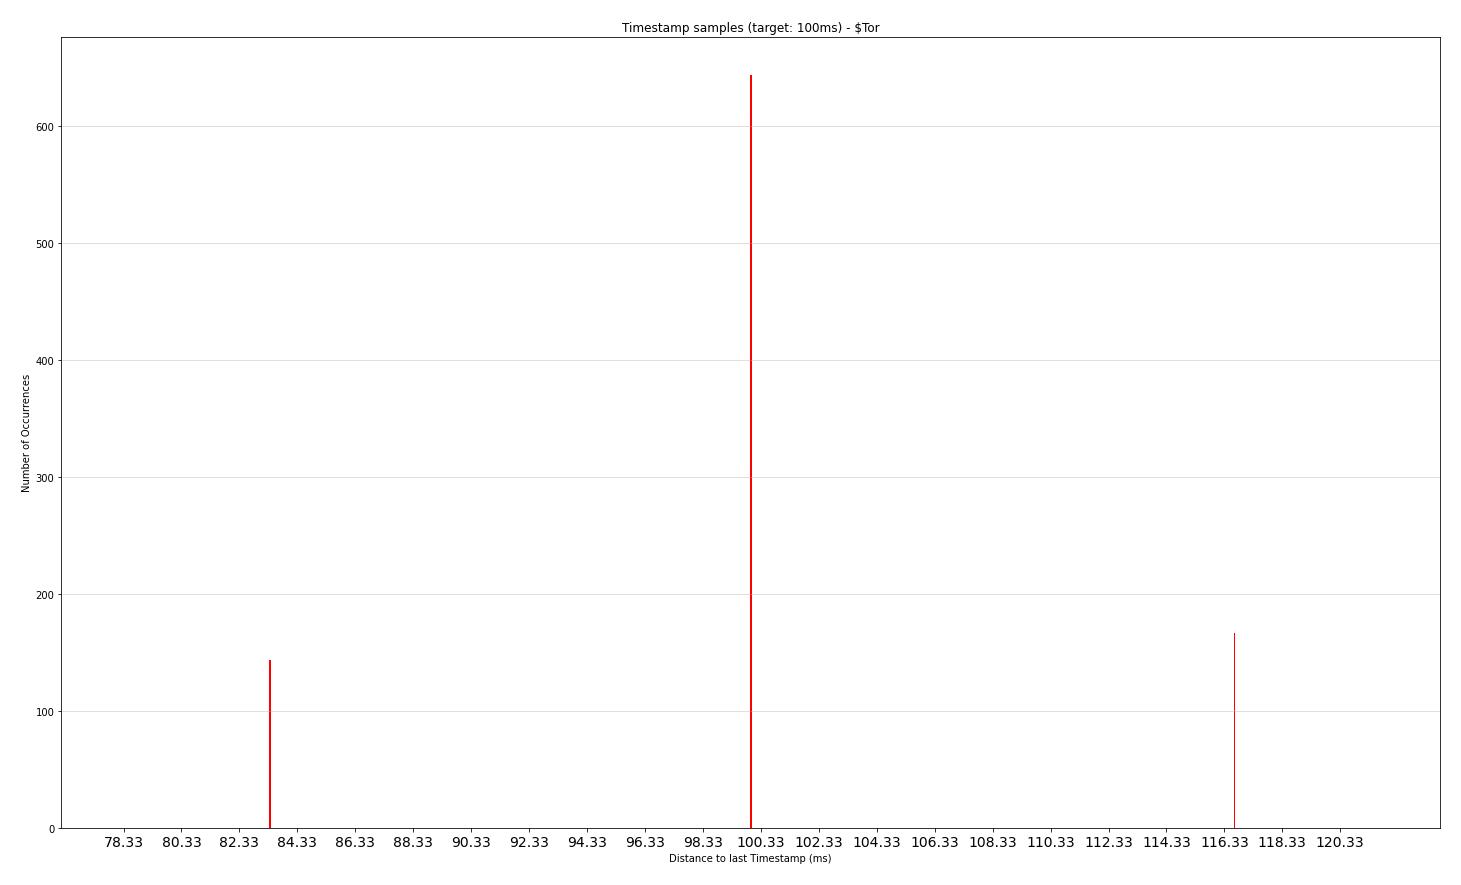 Timestamp samples (target: 100ms) - $Tor
600
500
400
300
200
100
0
Number of Occurrences
78.33 80.33 82.33 84.33 86.33 88.33 90.33 92.33 94.33 96.33 98.33 100.33 102.33 104.33 106.33 108.33 110.33 112.33 114.33 116.33 118.33 120.33
Distance to last Timestamp (ms)